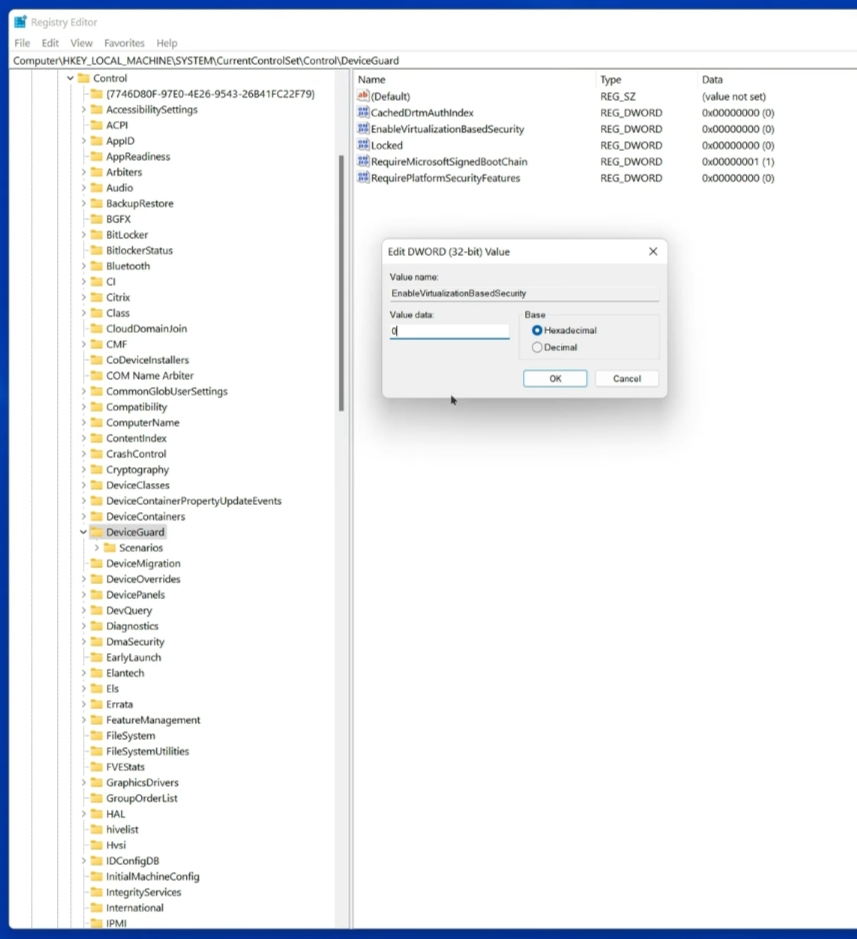 Registry Editor
File Edit View Favorites Help
Computer\HKEY_LOCAL_MACHINE\SYSTEM\CurrentControlSet\Control\DeviceGuard
Control
{7746D80F-97E0-4E26-9543-26B41FC22F79}
AccessibilitySettings
ACPI
AppID
AppReadiness
Arbiters
Audio
BackupRestore
BGFX
BitLocker
BitlockerStatus
Bluetooth
CI
Citrix
Class
CloudDomainJoin
CMF
CoDeviceInstallers
COM Name Arbiter
CommonGlobUserSettings
Compatibility
ComputerName
ContentIndex
CrashControl
Cryptography
DeviceClasses
DeviceContainerPropertyUpdateEvents
DeviceContainers
DeviceGuard
Scenarios
DeviceMigration
DeviceOverrides
DevicePanels
DevQuery
Diagnostics
DmaSecurity
EarlyLaunch
Elantech
Els
Errata
FeatureManagement
FileSystem
FileSystemUtilities
FVEStats
GraphicsDrivers
GroupOrderList
HAL
hivelist
Hvsi
IDConfigDB
InitialMachineConfig
IntegrityServices
International
IPMI
Name Type Data
(Default) REG_SZ (value not set)
CachedDrtmAuthIndex REG_DWORD 0x00000000 (0)
EnableVirtualizationBasedSecurity REG_DWORD 0x00000000 (0)
Locked REG_DWORD 0x00000000 (0)
RequireMicrosoftSignedBootChain REG_DWORD 0x00000001 (1)
RequirePlatformSecurityFeatures REG_DWORD 0x00000000 (0)
Edit DWORD (32-bit) Value
Value name:
EnableVirtualizationBasedSecurity
Value data: Base
0 Hexadecimal
Decimal
OK Cancel